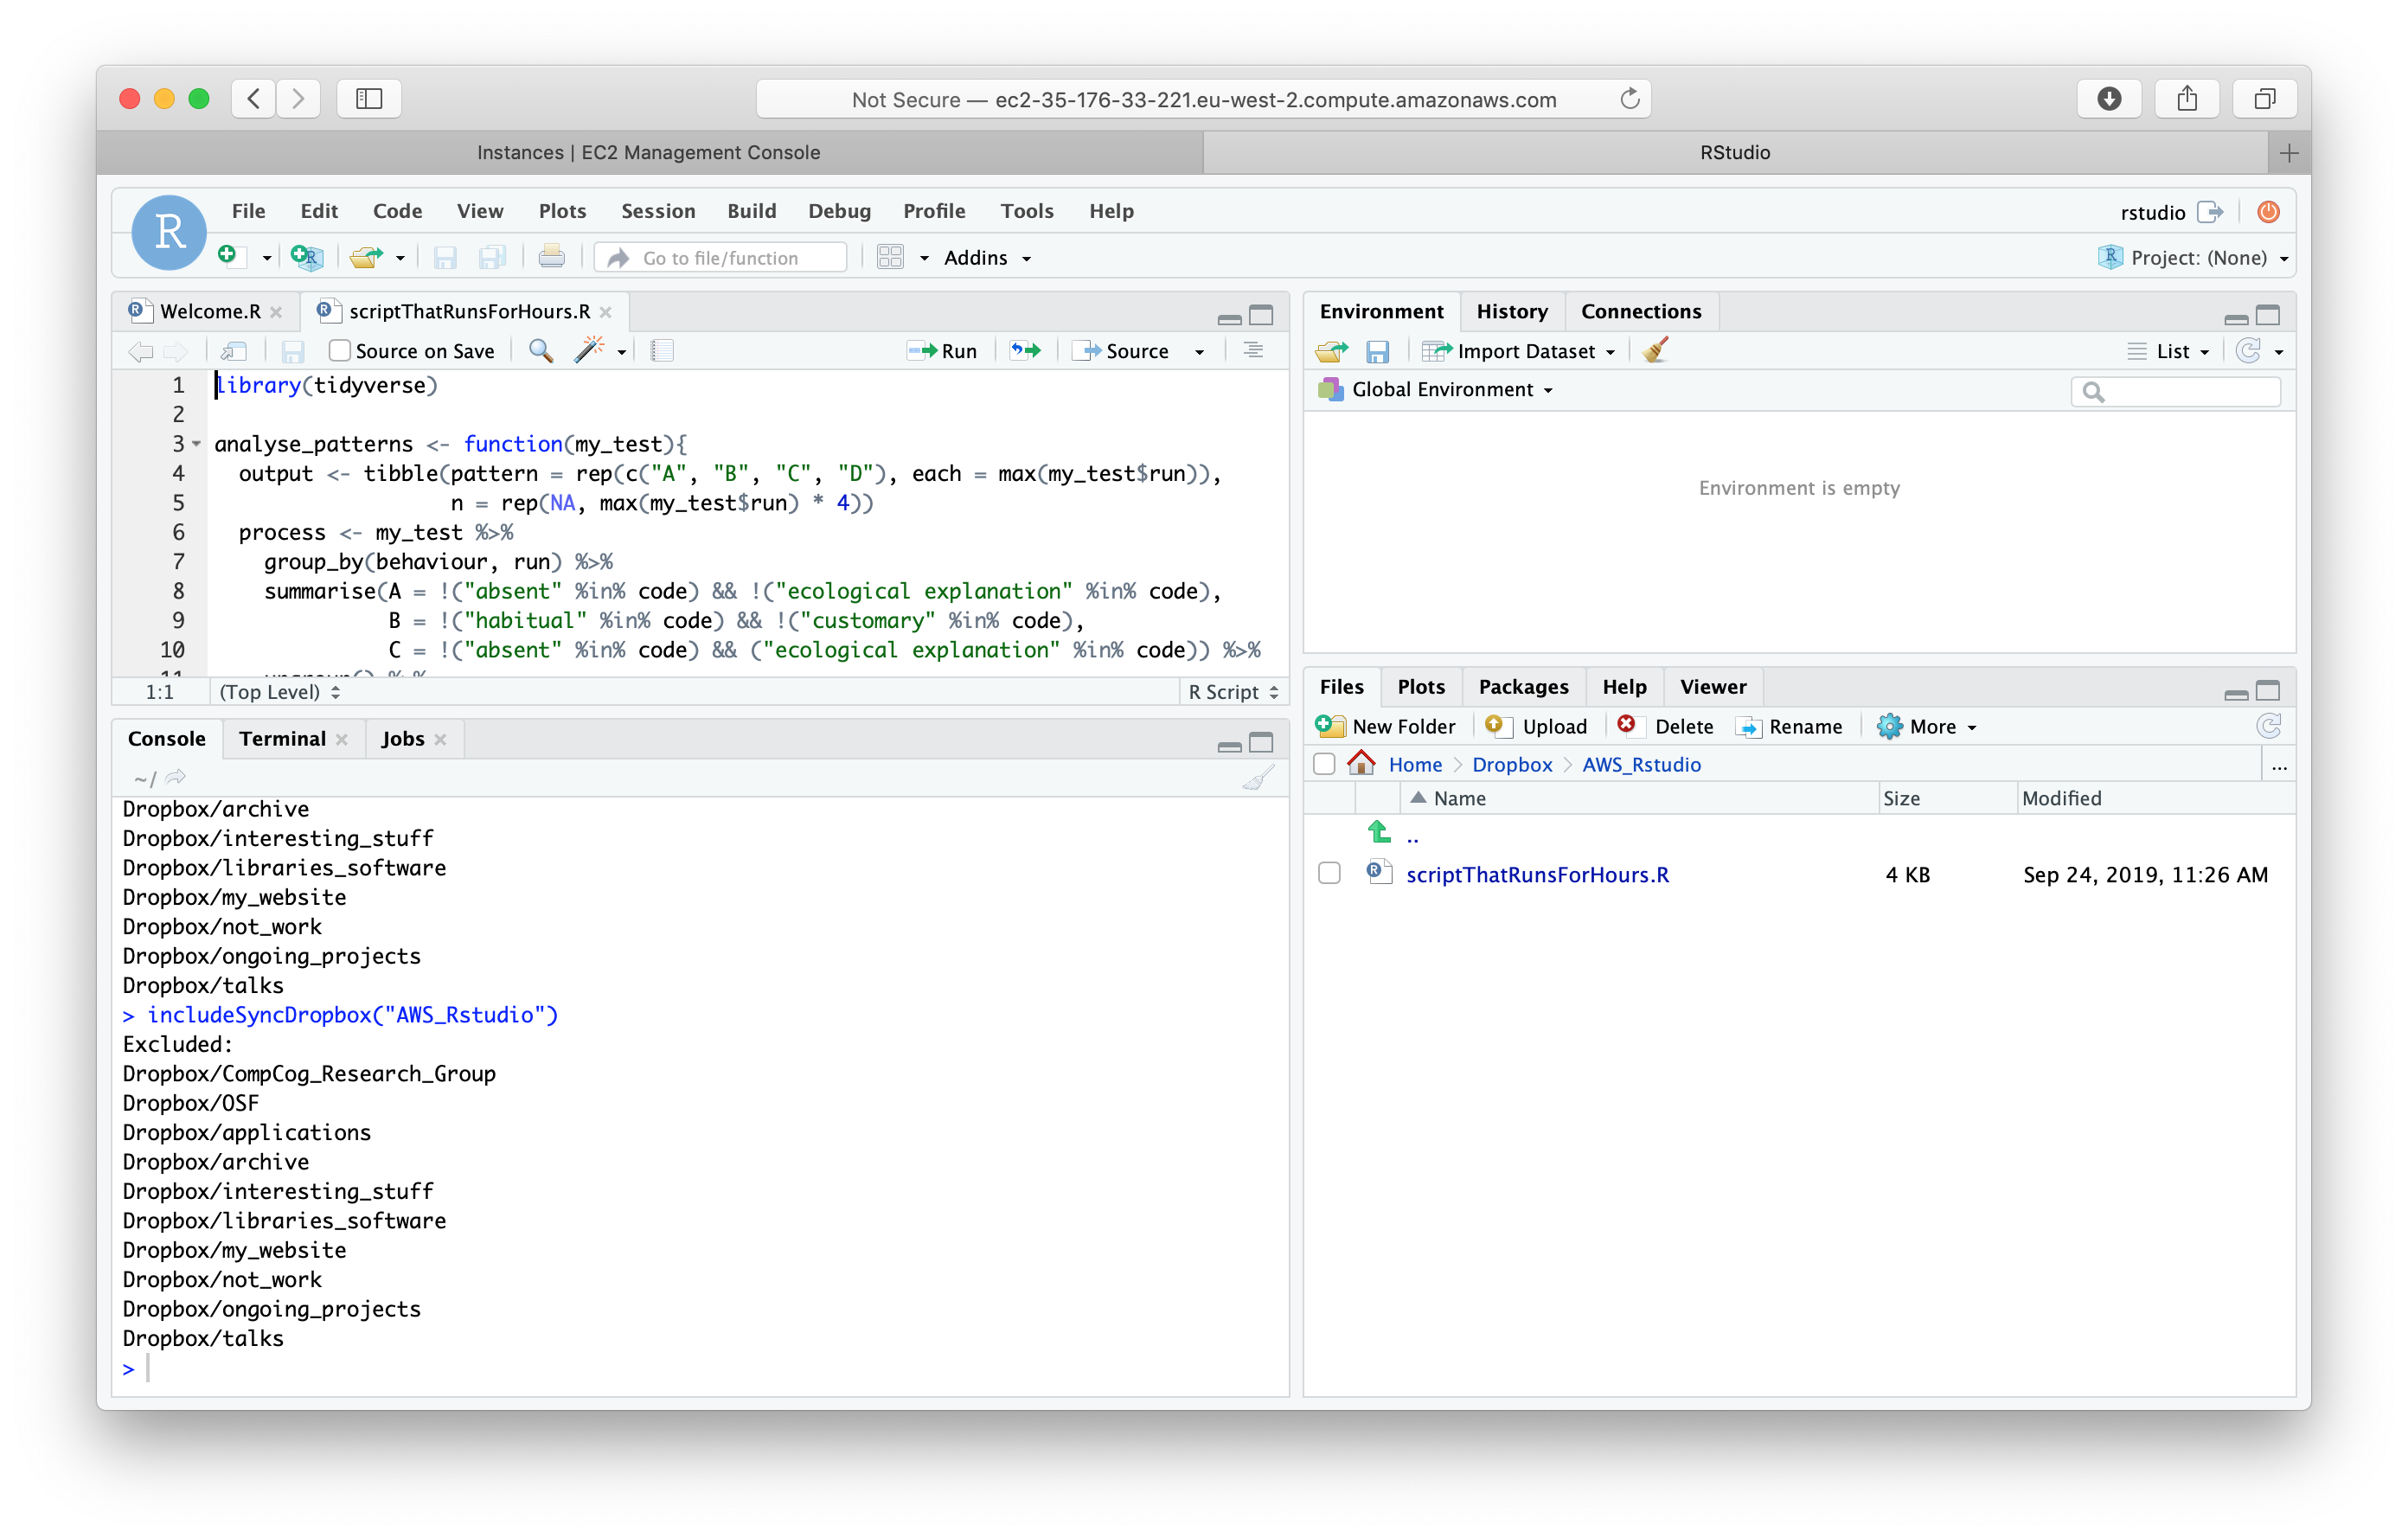 Not Secure — ec2-35-176-33-221.eu-west-2.compute.amazonaws.com
Instances | EC2 Management Console
RStudio
R
File Edit Code View Plots Session Build Debug Profile Tools Help
rstudio
Go to file/function
Addins
Project: (None)
Welcome.R
scriptThatRunsForHours.R
Source on Save
Run
Source
1 library(tidyverse)
2
3 analyse_patterns <- function(my_test){
4 output <- tibble(pattern = rep(c("A", "B", "C", "D"), each = max(my_test$run)),
5 n = rep(NA, max(my_test$run) * 4))
6 process <- my_test %>%
7 group_by(behaviour, run) %>%
8 summarise(A = !("absent" %in% code) && !("ecological explanation" %in% code),
9 B = !("habitual" %in% code) && !("customary" %in% code),
10 C = !("absent" %in% code) && ("ecological explanation" %in% code)) %>%
1:1 (Top Level) R Script
Console Terminal Jobs
~/
Dropbox/archive
Dropbox/interesting_stuff
Dropbox/libraries_software
Dropbox/my_website
Dropbox/not_work
Dropbox/ongoing_projects
Dropbox/talks
> includeSyncDropbox("AWS_Rstudio")
Excluded:
Dropbox/CompCog_Research_Group
Dropbox/OSF
Dropbox/applications
Dropbox/archive
Dropbox/interesting_stuff
Dropbox/libraries_software
Dropbox/my_website
Dropbox/not_work
Dropbox/ongoing_projects
Dropbox/talks
>
Environment History Connections
Import Dataset
List
Global Environment
Environment is empty
Files Plots Packages Help Viewer
New Folder Upload Delete Rename More
Home Dropbox AWS_Rstudio ...
Name Size Modified
..
scriptThatRunsForHours.R 4 KB Sep 24, 2019, 11:26 AM